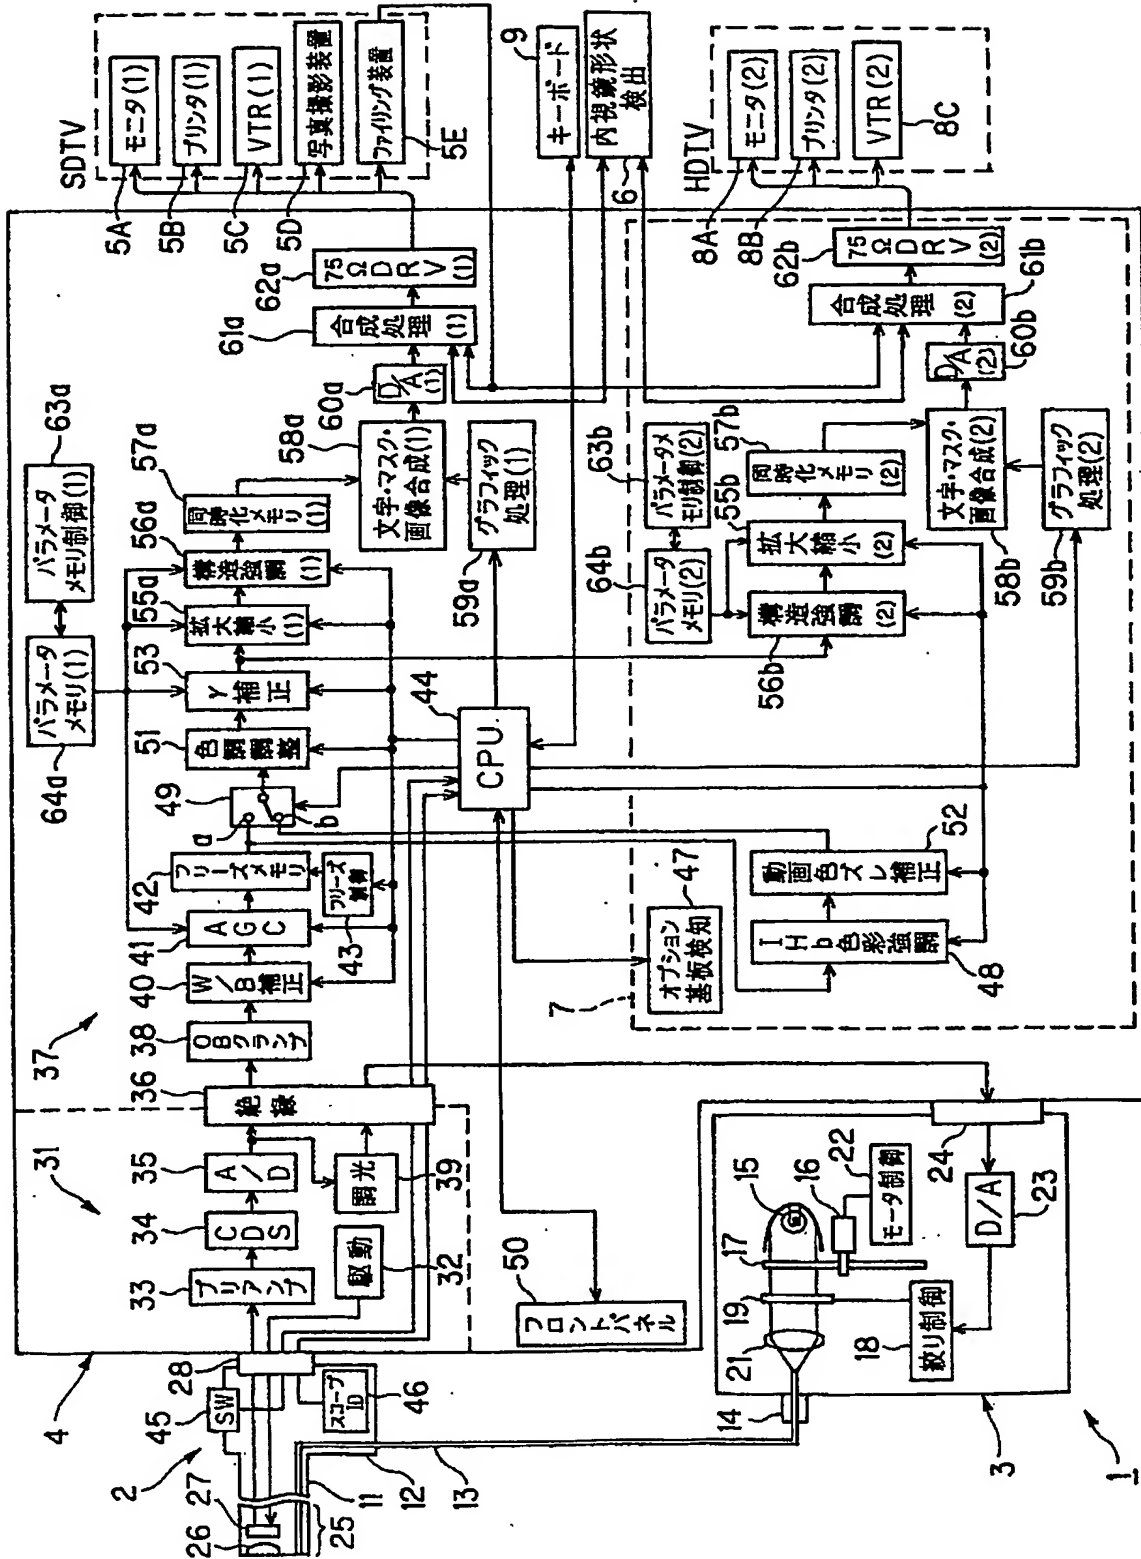 SDTV
5A
モニタ(1)
5B
プリンタ(1)
5C
VTR(1)
5D
写真撮影装置
ファイリング装置
5E
9
キーボード
内視鏡形状
検出
6
HDTV
8A
モニタ(2)
8B
プリンタ(2)
VTR(2)
8C
63a
パラメータ
メモリ制御(1)
64a
パラメータ
メモリ(1)
37
31
4
33
プリアンプ
34
CDS
35
A/D
36
絶縁
38
OBクランプ
40
W/B補正
41
AGC
42
フリーズメモリ
43
フリーズ
制御
49
a
b
51
色調調整
53
γ補正
55a
拡大縮小
(1)
56a
構造強調
(1)
57a
同時化メモリ
(1)
58a
文字・マスク・
画像合成(1)
59a
グラフィック
処理(1)
60a
D/A
(1)
61a
合成処理
(1)
62a
75ΩDRV
(1)
調光
39
駆動
32
44
CPU
50
フロントパネル
7
オプション
基板検知
47
IHb色彩強調
48
動画色ズレ補正
52
64b
パラメータ
メモリ(2)
63b
パラメータメ
モリ制御(2)
56b
構造強調
(2)
55b
拡大縮小
(2)
57b
同時化メモリ
(2)
58b
文字・マスク・
画像合成(2)
59b
グラフィック
処理(2)
60b
D/A
(2)
61b
合成処理
(2)
62b
75ΩDRV
(2)
2
45
SW
28
スコープ
ID
46
27
26
25
11
12
13
14
21
19
17
15
16
22
モータ制御
18
絞り制御
D/A
23
24
3
1